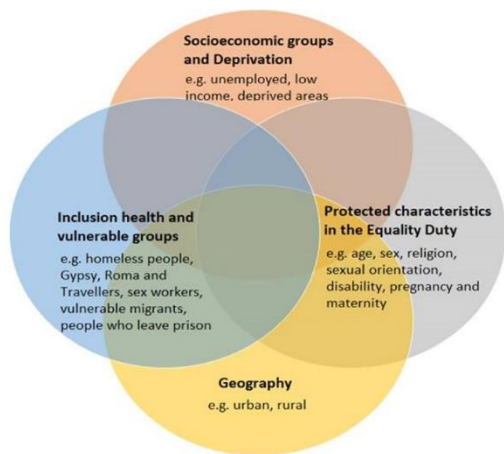 Socioeconomic groups
and Deprivation
e.g. unemployed, low
income, deprived areas
Inclusion health and
vulnerable groups
e.g. homeless people,
Gypsy, Roma and
Travellers, sex workers,
vulnerable migrants,
people who leave prison
Protected characteristics
in the Equality Duty
e.g. age, sex, religion,
sexual orientation,
disability, pregnancy and
maternity
Geography
e.g. urban, rural